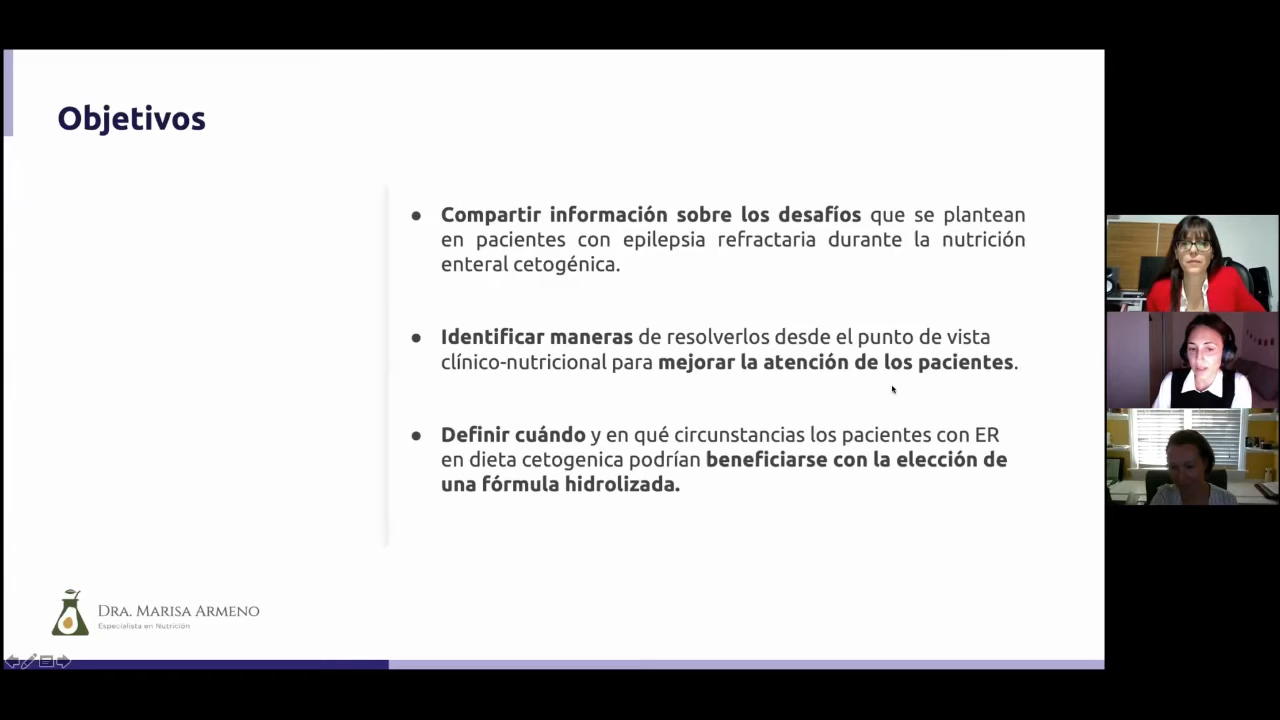 Objetivos
● Compartir información sobre los desafíos que se plantean
en pacientes con epilepsia refractaria durante la nutrición
enteral cetogénica.
● Identificar maneras de resolverlos desde el punto de vista
clínico-nutricional para mejorar la atención de los pacientes.
● Definir cuándo y en qué circunstancias los pacientes con ER
en dieta cetogenica podrían beneficiarse con la elección de
una fórmula hidrolizada.
DRA. MARISA ARMENO
Especialista en Nutrición